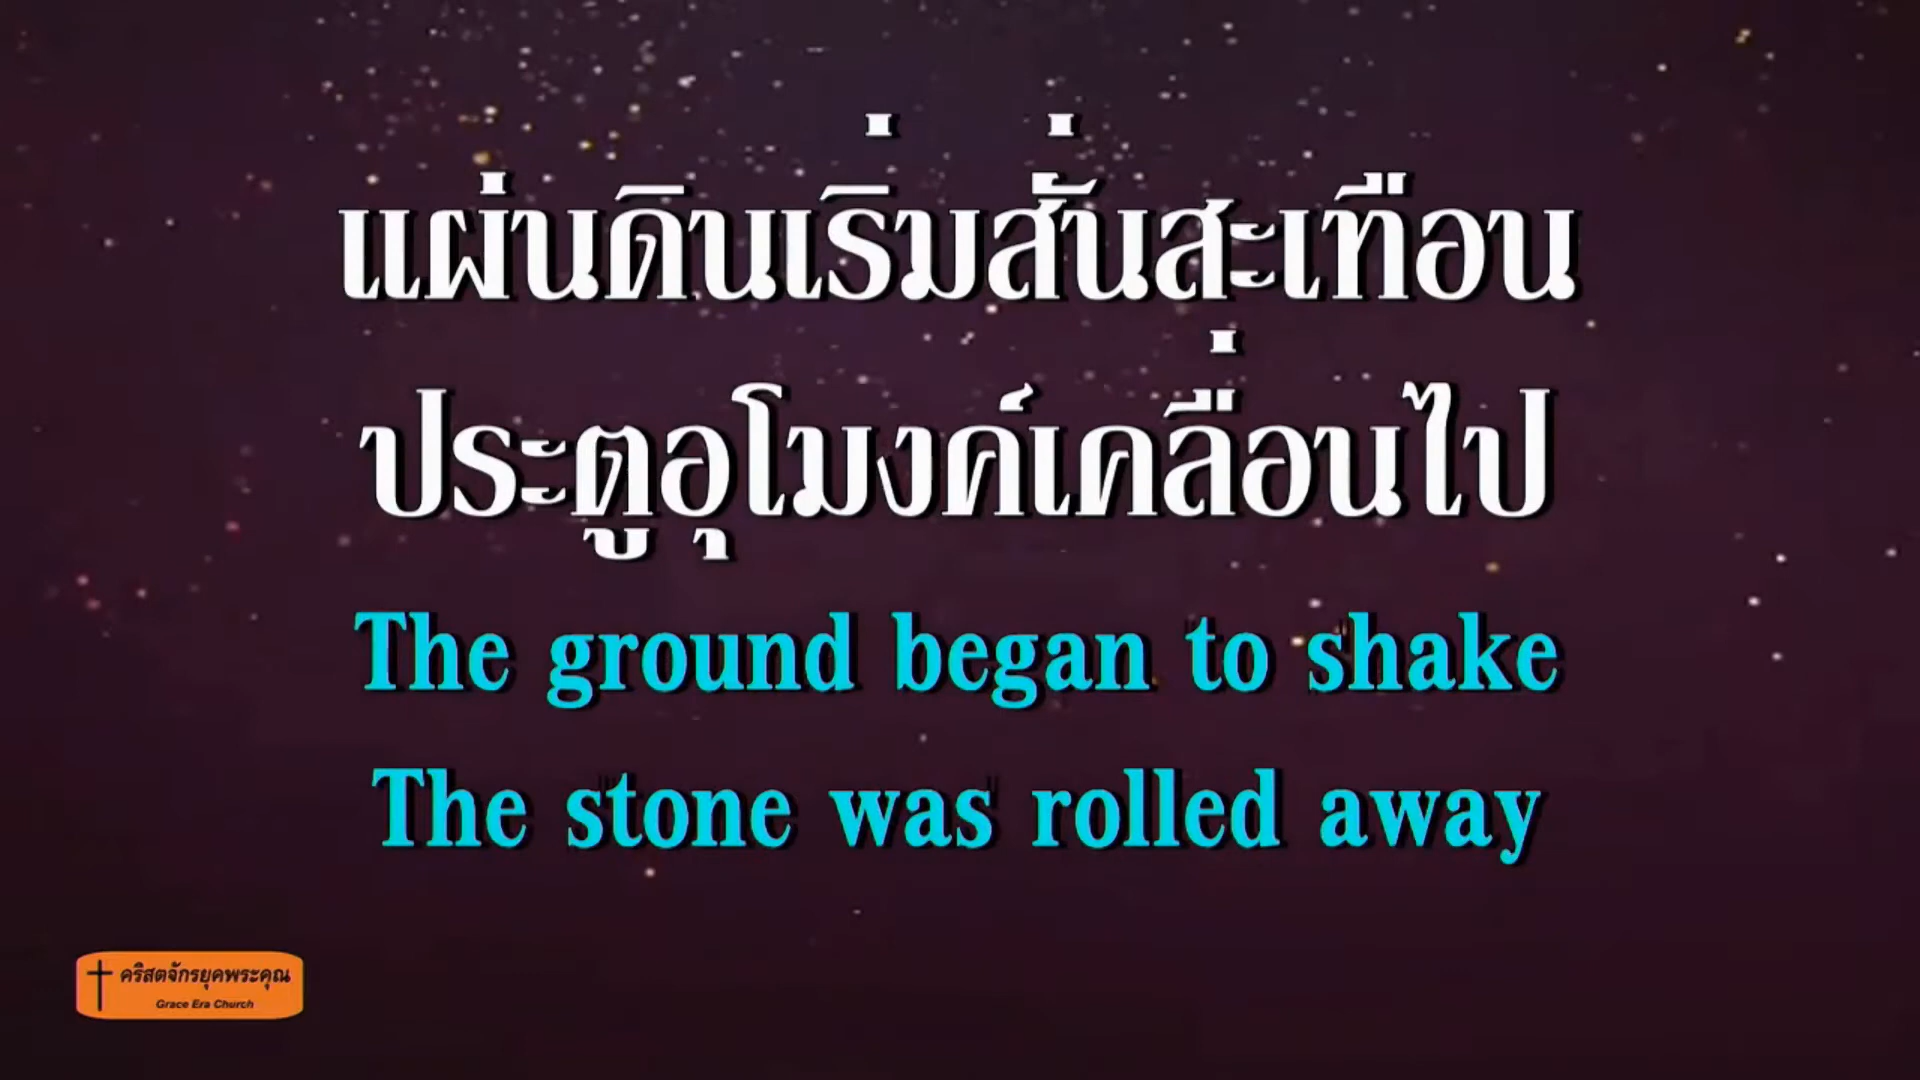 แผ่นดินเริ่มสั่นสะเทือน
ประตูอุโมงค์เคลื่อนไป
The ground began to shake
The stone was rolled away
คริสตจักรยุคพระคุณ
Grace Era Church